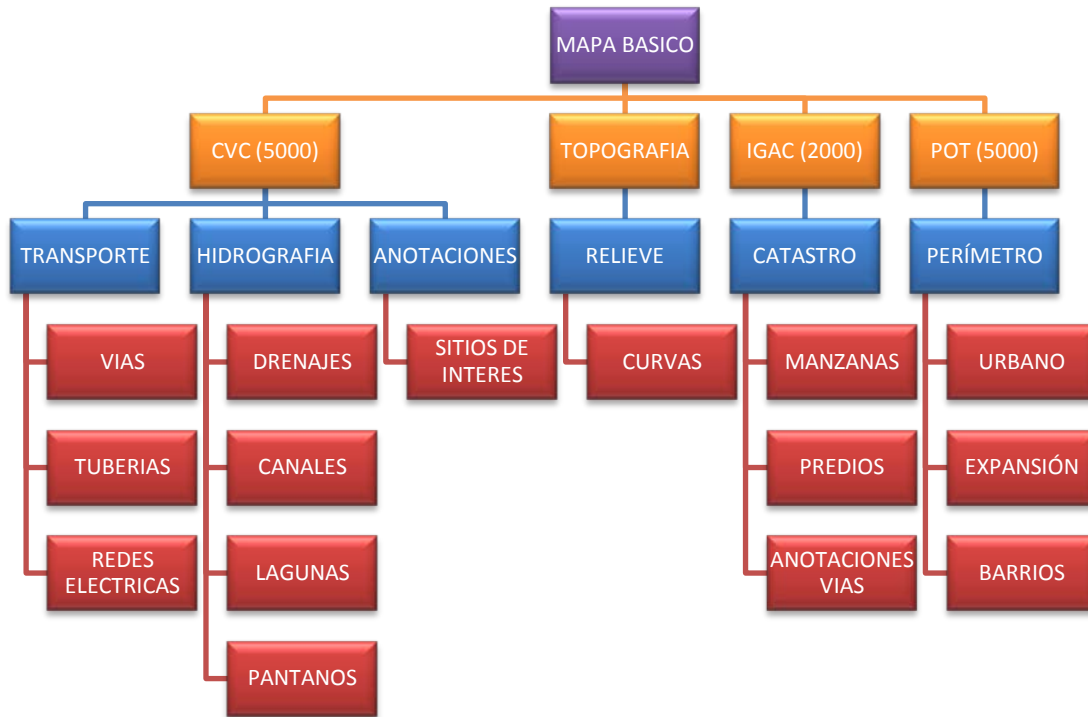 MAPA BASICO
CVC (5000)
TOPOGRAFIA
IGAC (2000)
POT (5000)
TRANSPORTE
HIDROGRAFIA
ANOTACIONES
RELIEVE
CATASTRO
PERÍMETRO
VIAS
DRENAJES
SITIOS DE
INTERES
CURVAS
MANZANAS
URBANO
TUBERIAS
CANALES
PREDIOS
EXPANSIÓN
REDES
ELECTRICAS
LAGUNAS
ANOTACIONES
VIAS
BARRIOS
PANTANOS